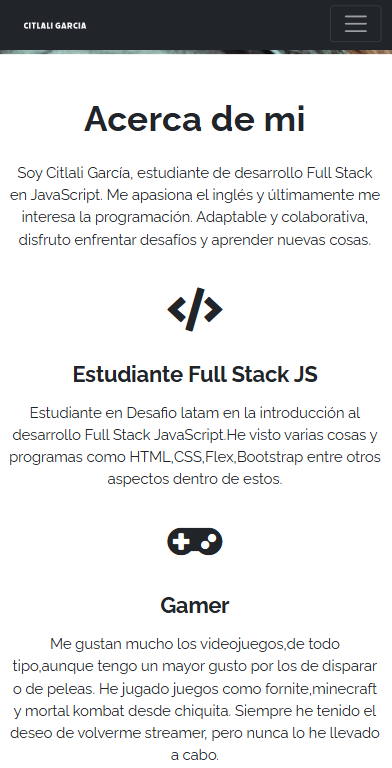 CITLALI GARCIA
Acerca de mi
Soy Citlali García, estudiante de desarrollo Full Stack
en JavaScript. Me apasiona el inglés y últimamente me
interesa la programación. Adaptable y colaborativa,
disfruto enfrentar desafíos y aprender nuevas cosas.
Estudiante Full Stack JS
Estudiante en Desafio latam en la introducción al
desarrollo Full Stack JavaScript.He visto varias cosas y
programas como HTML,CSS,Flex,Bootstrap entre otros
aspectos dentro de estos.
Gamer
Me gustan mucho los videojuegos,de todo
tipo,aunque tengo un mayor gusto por los de disparar
o de peleas. He jugado juegos como fornite,minecraft
y mortal kombat desde chiquita. Siempre he tenido el
deseo de volverme streamer, pero nunca lo he llevado
a cabo.